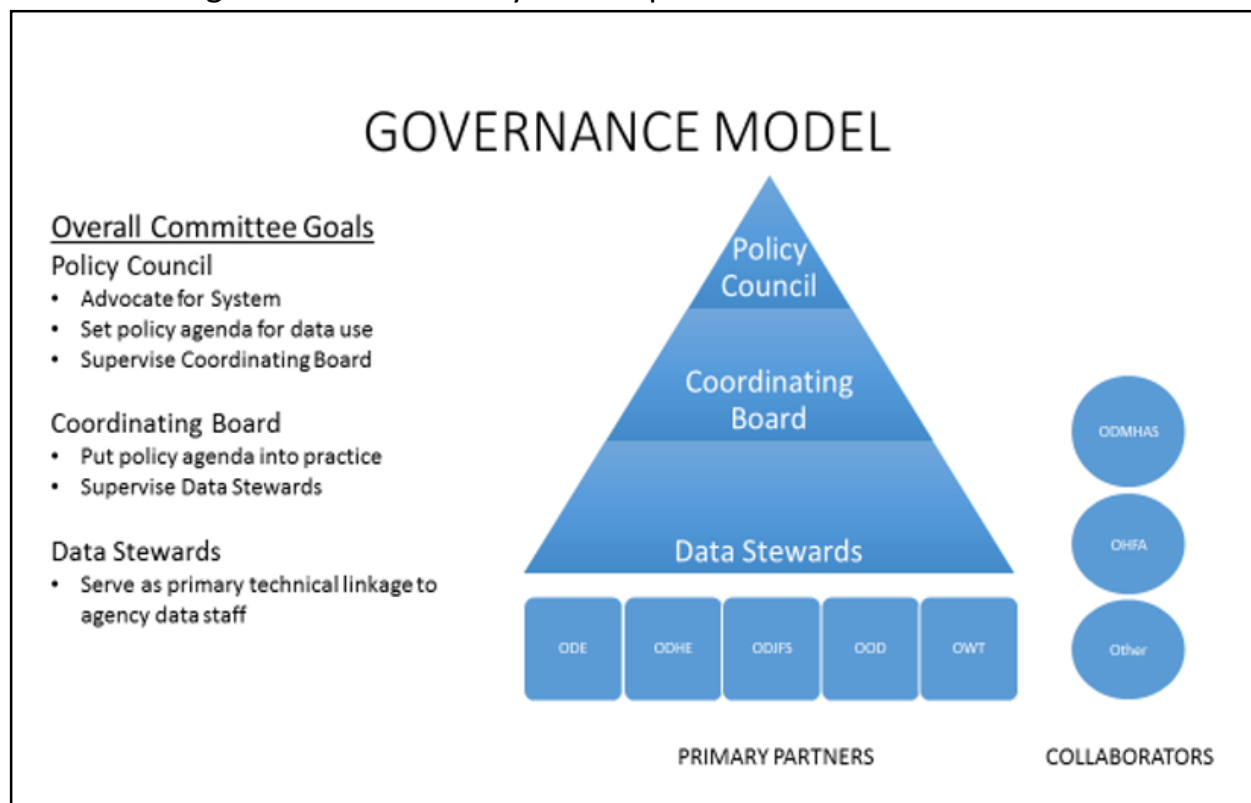 GOVERNANCE MODEL
Overall Committee Goals
Policy Council
• Advocate for System
• Set policy agenda for data use
• Supervise Coordinating Board
Coordinating Board
• Put policy agenda into practice
• Supervise Data Stewards
Data Stewards
• Serve as primary technical linkage to
agency data staff
Policy
Council
Coordinating
Board
Data Stewards
ODE
ODHE
ODJFS
OOD
OWT
PRIMARY PARTNERS
ODMHAS
OHFA
Other
COLLABORATORS